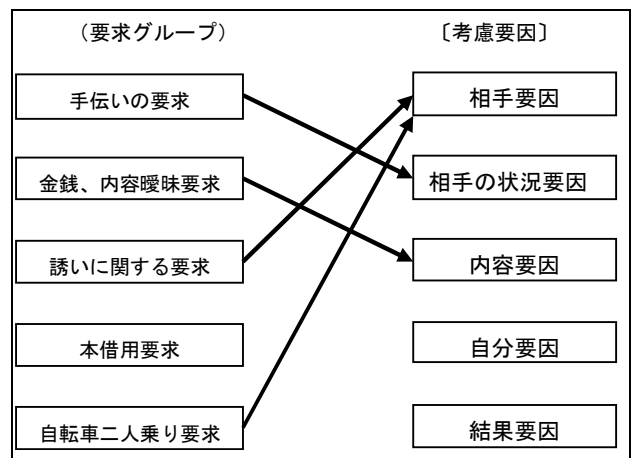 （要求グループ）
〔考慮要因〕
手伝いの要求
相手要因
金銭、内容曖昧要求
相手の状況要因
誘いに関する要求
内容要因
本借用要求
自分要因
自転車二人乗り要求
結果要因